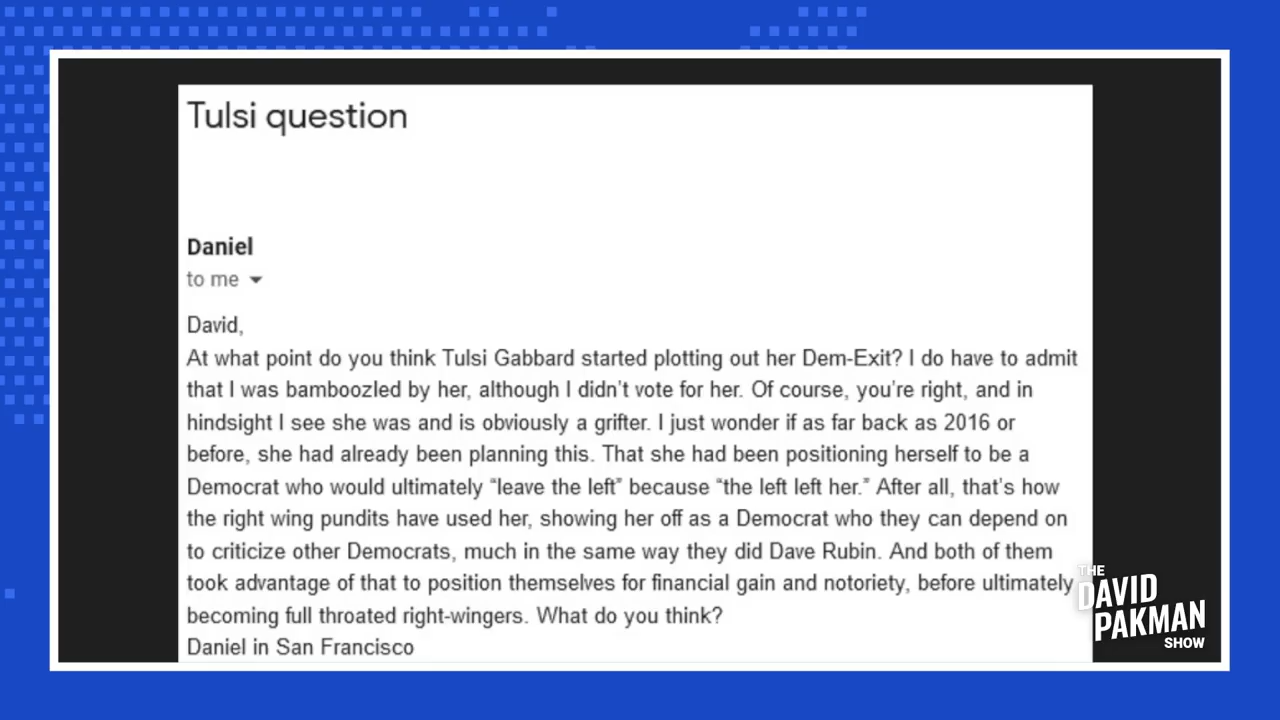 Tulsi question
Daniel
to me
David,
At what point do you think Tulsi Gabbard started plotting out her Dem-Exit? I do have to admit
that I was bamboozled by her, although I didn't vote for her. Of course, you're right, and in
hindsight I see she was and is obviously a grifter. I just wonder if as far back as 2016 or
before, she had already been planning this. That she had been positioning herself to be a
Democrat who would ultimately “leave the left” because “the left left her.” After all, that's how
the right wing pundits have used her, showing her off as a Democrat who they can depend on
to criticize other Democrats, much in the same way they did Dave Rubin. And both of them
took advantage of that to position themselves for financial gain and notoriety, before ultimately
becoming full throated right-wingers. What do you think?
Daniel in San Francisco
THE
DAVID
PAKMAN
SHOW